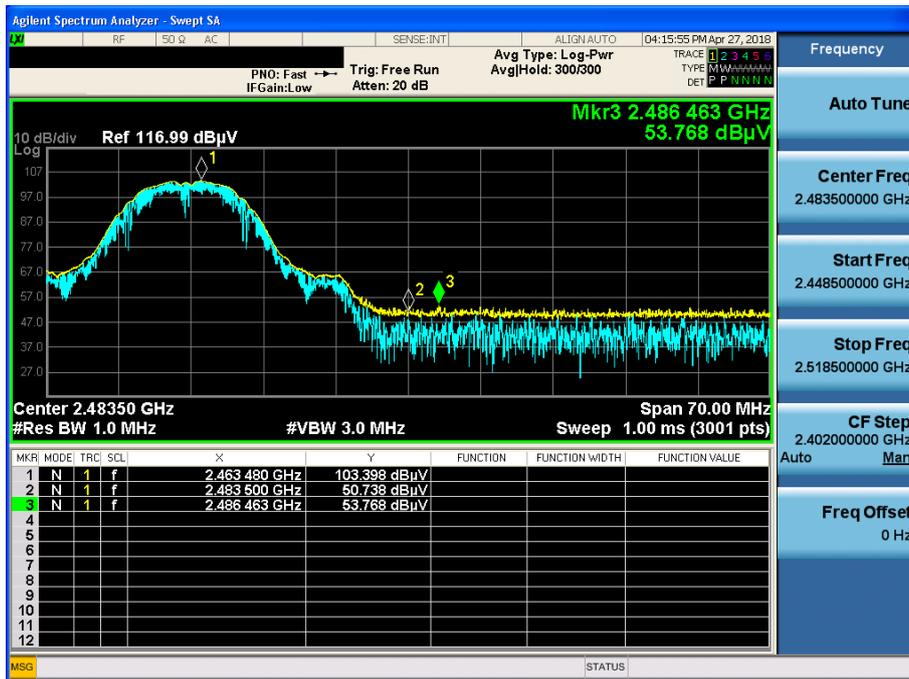 Agilent Spectrum Analyzer - Swept SA
LXI RF 50 Ω AC SENSE:INT ALIGN AUTO 04:15:55 PM Apr 27, 2018
PNO: Fast Trig: Free Run Avg Type: Log-Pwr TRACE 1 2 3 4 5 6
IFGain:Low Atten: 20 dB Avg|Hold: 300/300 TYPE M W
DET P P N N N N
Mkr3 2.486 463 GHz
53.768 dBµV
10 dB/div Ref 116.99 dBµV
Log
107
97.0
87.0
77.0
67.0
57.0
47.0
37.0
27.0
1
2
3
Center 2.48350 GHz Span 70.00 MHz
#Res BW 1.0 MHz #VBW 3.0 MHz Sweep 1.00 ms (3001 pts)
MKR MODE TRC SCL X Y FUNCTION FUNCTION WIDTH FUNCTION VALUE
1 N 1 f 2.463 480 GHz 103.398 dBµV
2 N 1 f 2.483 500 GHz 50.738 dBµV
3 N 1 f 2.486 463 GHz 53.768 dBµV
4
5
6
7
8
9
10
11
12
MSG STATUS
Frequency
Auto Tune
Center Freq
2.483500000 GHz
Start Freq
2.448500000 GHz
Stop Freq
2.518500000 GHz
CF Step
2.402000000 GHz
Auto Man
Freq Offset
0 Hz